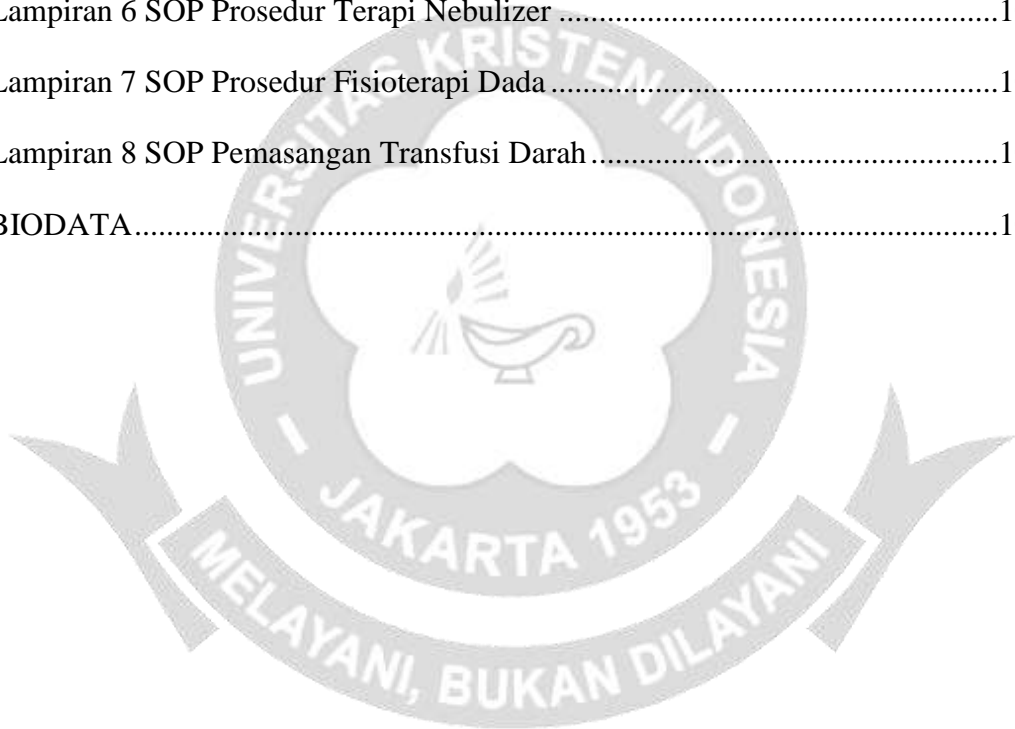 Lampiran 6 SOP Prosedur Terapi Nebulizer ..........................................................1
Lampiran 7 SOP Prosedur Fisioterapi Dada ..........................................................1
Lampiran 8 SOP Pemasangan Transfusi Darah ....................................................1
BIODATA ..............................................................................................................1
UNIVERSITAS KRISTEN INDONESIA
– JAKARTA 1953 –
MELAYANI, BUKAN DILAYANI